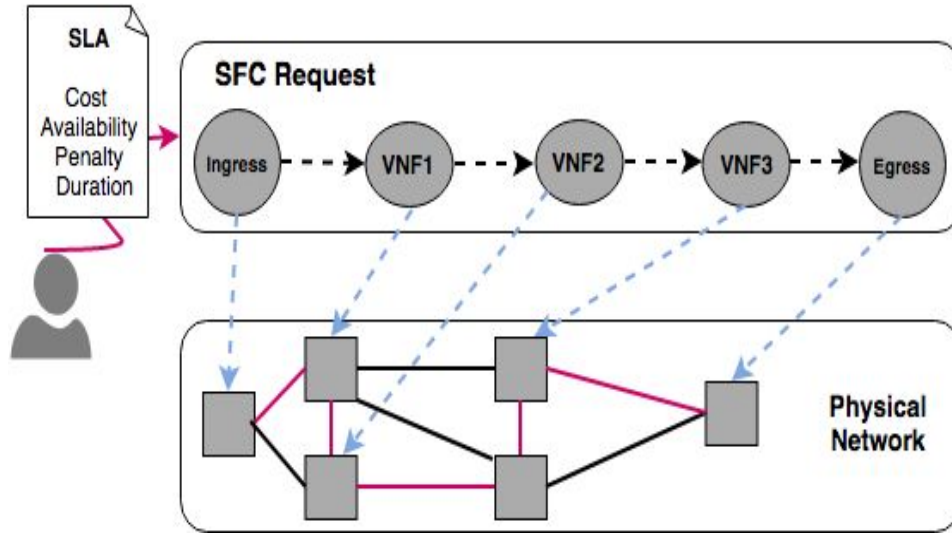 SLA
Cost
Availability
Penalty
Duration
SFC Request
Ingress
VNF1
VNF2
VNF3
Egress
Physical
Network